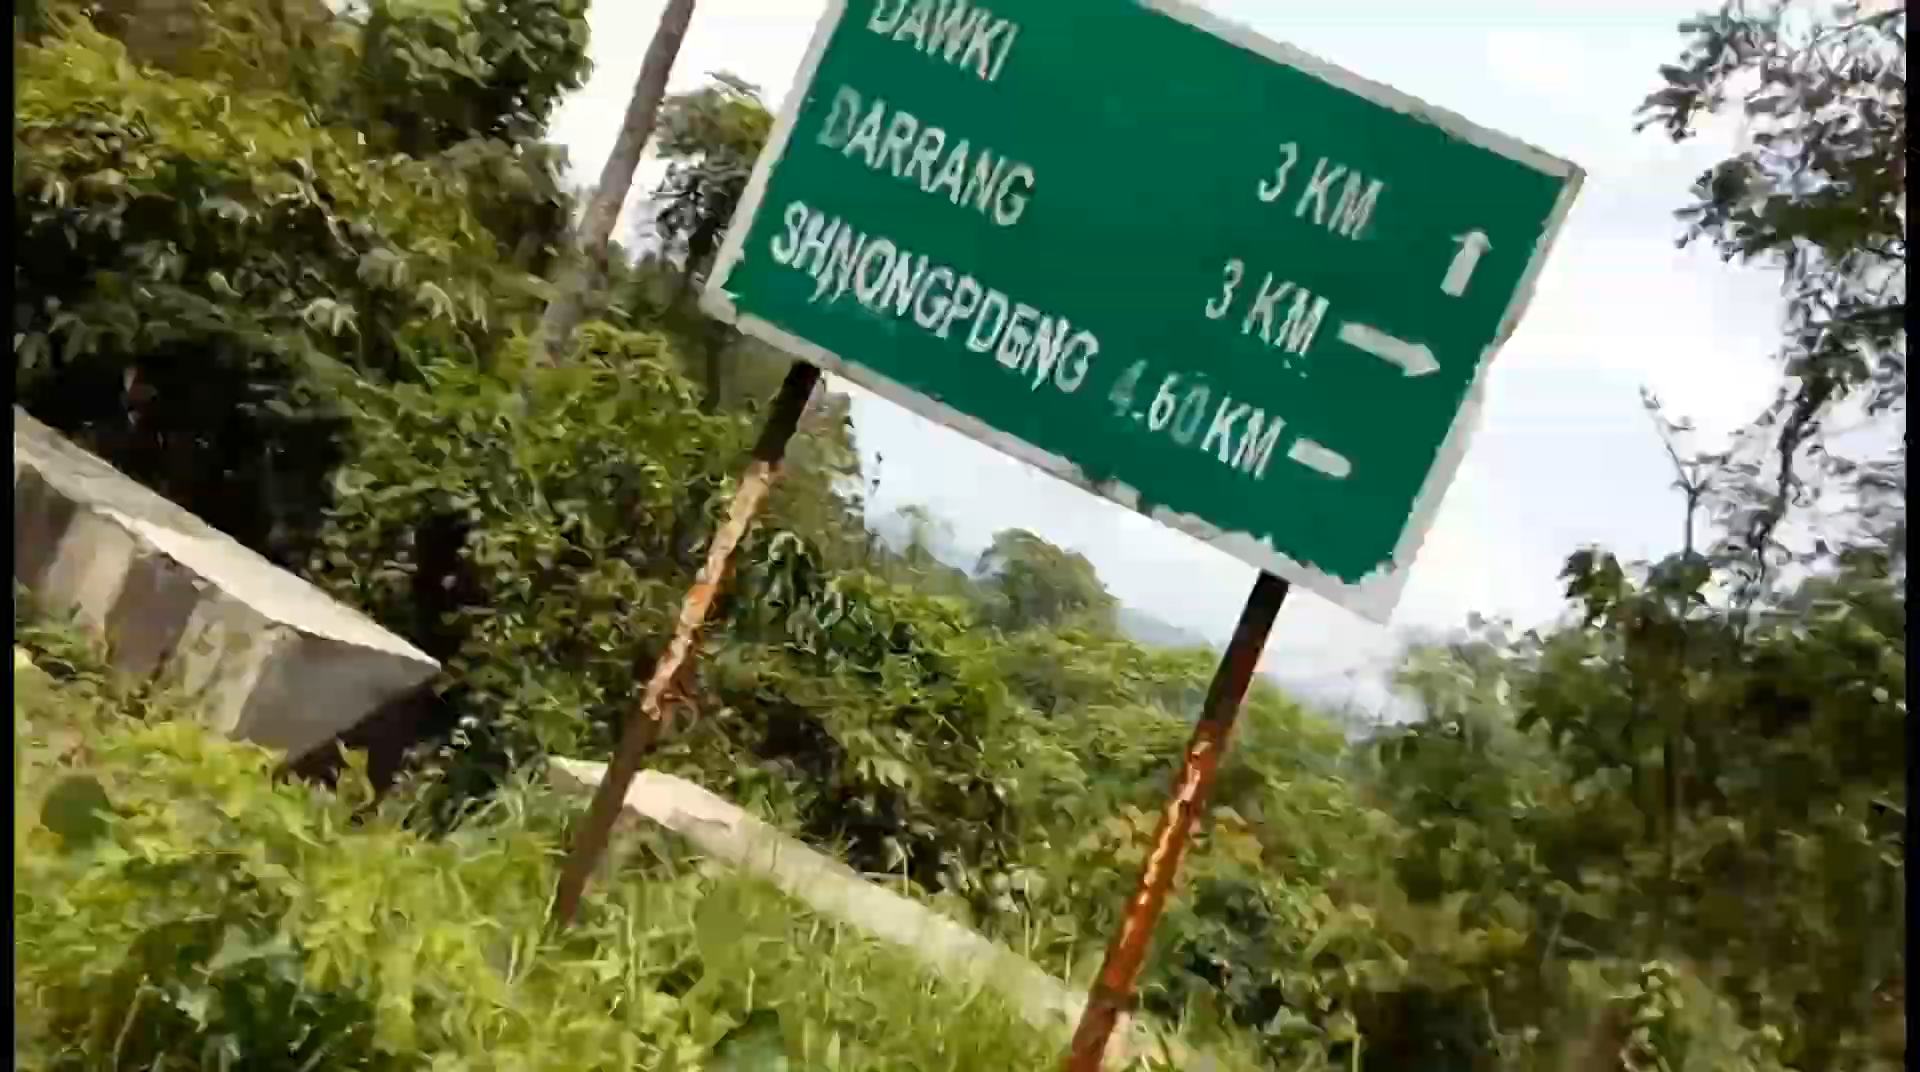 DAWKI 3 KM ↑
DARRANG 3 KM →
SHNONGPDENG 4.60 KM